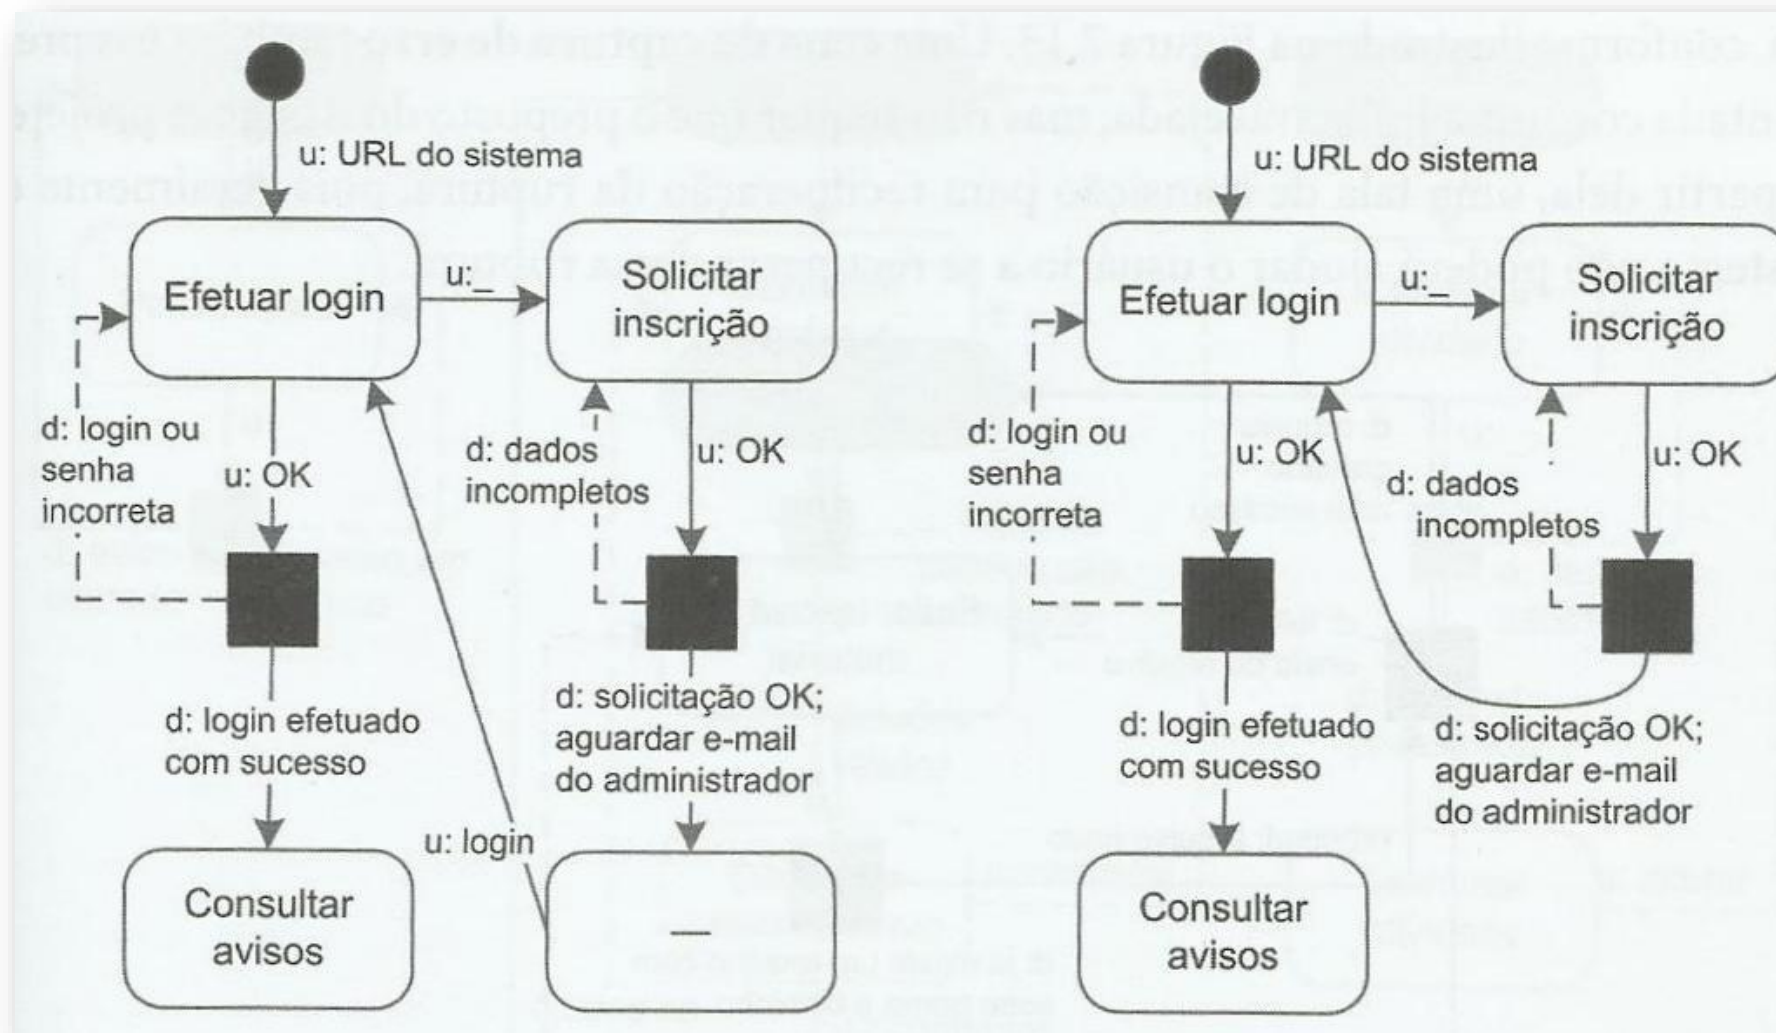 u: URL do sistema
Efetuar login
u:_
Solicitar
inscrição
d: login ou
senha
incorreta
u: OK
d: dados
incompletos
u: OK
d: login efetuado
com sucesso
d: solicitação OK;
aguardar e-mail
do administrador
u: login
Consultar
avisos
—
u: URL do sistema
Efetuar login
u:_
Solicitar
inscrição
d: login ou
senha
incorreta
u: OK
d: dados
incompletos
u: OK
d: login efetuado
com sucesso
d: solicitação OK;
aguardar e-mail
do administrador
Consultar
avisos